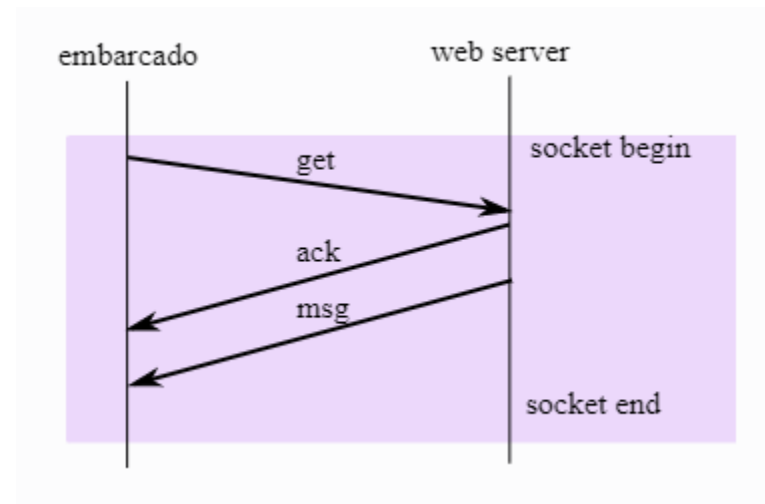 embarcado
web server
socket begin
get
ack
msg
socket end